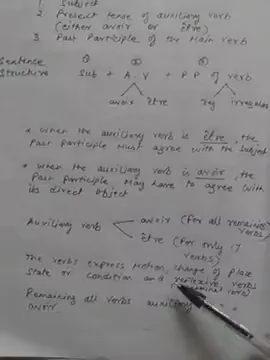 1. Subject
2. Present tense of auxiliary verb
(either avoir or être)
3. Past Participle of the Main verb
Sentence ① ② ③
Structure Sub + A.V + P P of verb
avoir être reg irregular
* When the auxiliary verb is être, the
Past Participle Must agree with the Subject
* When the auxiliary verb is avoir, the
Past Participle, May have to agree with
its direct object
Auxiliary verb avoir (for all remaining verbs)
être (for only 17
verbs)
The verbs express Motion, change of place
state or condition and reflexive verbs
(pronominal verb)
Remaining all verbs auxiliary
avoir